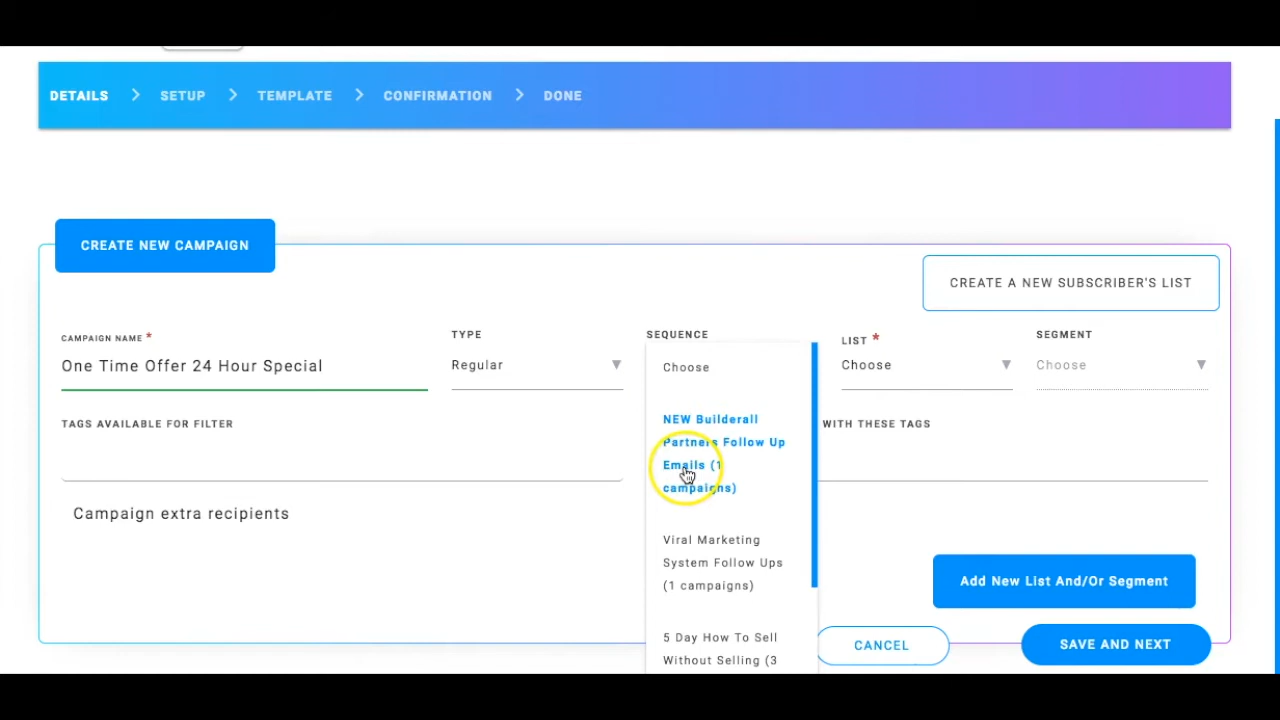 DETAILS > SETUP > TEMPLATE > CONFIRMATION > DONE
CREATE NEW CAMPAIGN
CREATE A NEW SUBSCRIBER'S LIST
CAMPAIGN NAME *
One Time Offer 24 Hour Special
TYPE
Regular
SEQUENCE
Choose
NEW Builderall
Partners Follow Up
Emails (1
campaigns)
Viral Marketing
System Follow Ups
(1 campaigns)
5 Day How To Sell
Without Selling (3
LIST *
Choose
SEGMENT
Choose
TAGS AVAILABLE FOR FILTER
WITH THESE TAGS
Campaign extra recipients
Add New List And/Or Segment
CANCEL
SAVE AND NEXT